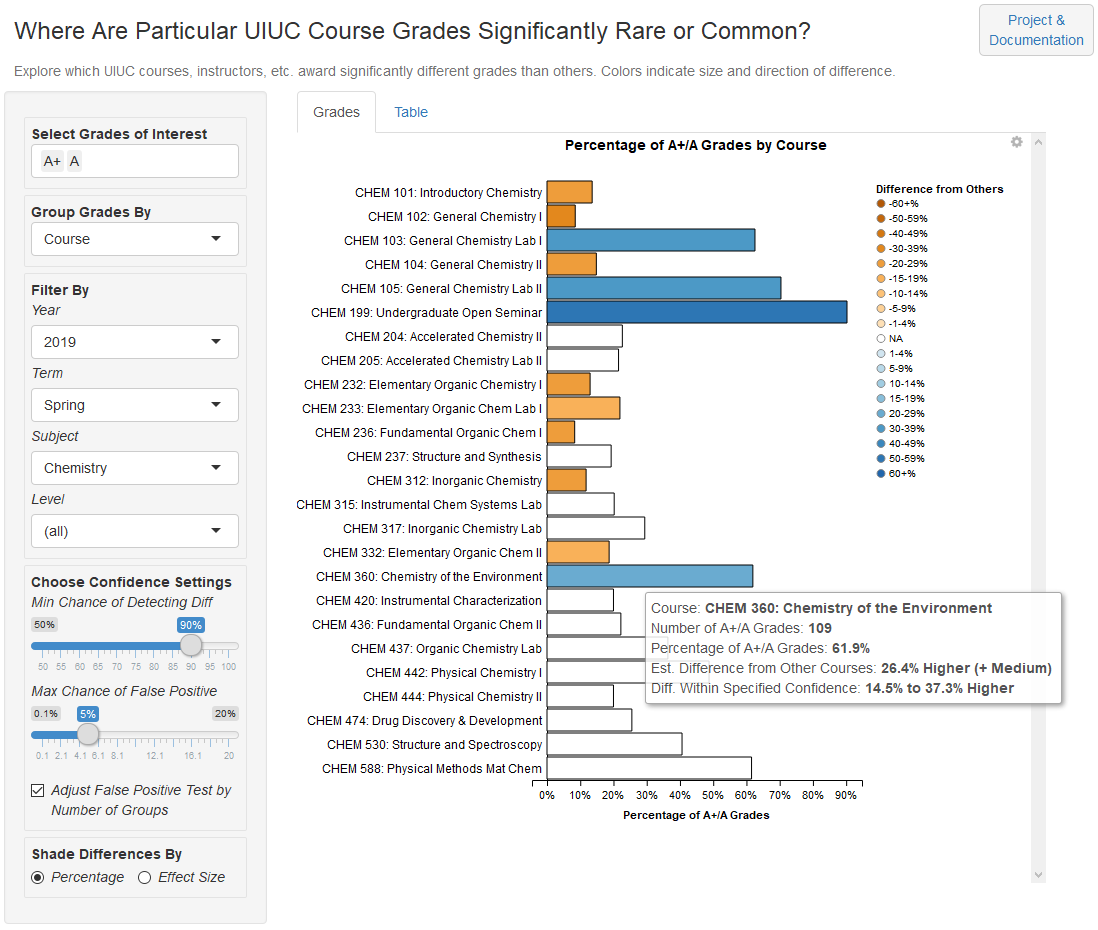 Where Are Particular UIUC Course Grades Significantly Rare or Common?
Project &
Documentation
Explore which UIUC courses, instructors, etc. award significantly different grades than others. Colors indicate size and direction of difference.
Select Grades of Interest
A+ A
Group Grades By
Course
Filter By
Year
2019
Term
Spring
Subject
Chemistry
Level
(all)
Choose Confidence Settings
Min Chance of Detecting Diff
50% 90%
50 55 60 65 70 75 80 85 90 95 100
Max Chance of False Positive
0.1% 5% 20%
0.1 2.1 4.1 6.1 8.1 12.1 16.1 20
Adjust False Positive Test by
Number of Groups
Shade Differences By
Percentage Effect Size
Grades Table
Percentage of A+/A Grades by Course
CHEM 101: Introductory Chemistry
CHEM 102: General Chemistry I
CHEM 103: General Chemistry Lab I
CHEM 104: General Chemistry II
CHEM 105: General Chemistry Lab II
CHEM 199: Undergraduate Open Seminar
CHEM 204: Accelerated Chemistry II
CHEM 205: Accelerated Chemistry Lab II
CHEM 232: Elementary Organic Chemistry I
CHEM 233: Elementary Organic Chem Lab I
CHEM 236: Fundamental Organic Chem I
CHEM 237: Structure and Synthesis
CHEM 312: Inorganic Chemistry
CHEM 315: Instrumental Chem Systems Lab
CHEM 317: Inorganic Chemistry Lab
CHEM 332: Elementary Organic Chem II
CHEM 360: Chemistry of the Environment
CHEM 420: Instrumental Characterization
CHEM 436: Fundamental Organic Chem II
CHEM 437: Organic Chemistry Lab
CHEM 442: Physical Chemistry I
CHEM 444: Physical Chemistry II
CHEM 474: Drug Discovery & Development
CHEM 530: Structure and Spectroscopy
CHEM 588: Physical Methods Mat Chem
0% 10% 20% 30% 40% 50% 60% 70% 80% 90%
Percentage of A+/A Grades
Difference from Others
-60+%
-50-59%
-40-49%
-30-39%
-20-29%
-15-19%
-10-14%
-5-9%
-1-4%
NA
1-4%
5-9%
10-14%
15-19%
20-29%
30-39%
40-49%
50-59%
60+%
Course: CHEM 360: Chemistry of the Environment
Number of A+/A Grades: 109
Percentage of A+/A Grades: 61.9%
Est. Difference from Other Courses: 26.4% Higher (+ Medium)
Diff. Within Specified Confidence: 14.5% to 37.3% Higher